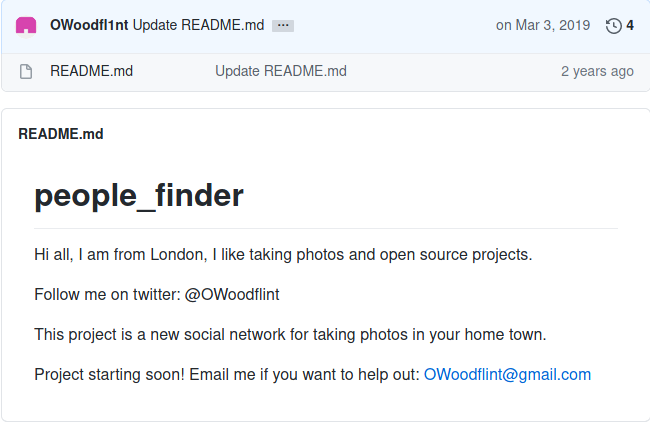 OWoodfl1nt Update README.md ... on Mar 3, 2019 4
README.md Update README.md 2 years ago
README.md
people_finder
Hi all, I am from London, I like taking photos and open source projects.
Follow me on twitter: @OWoodflint
This project is a new social network for taking photos in your home town.
Project starting soon! Email me if you want to help out: OWoodflint@gmail.com